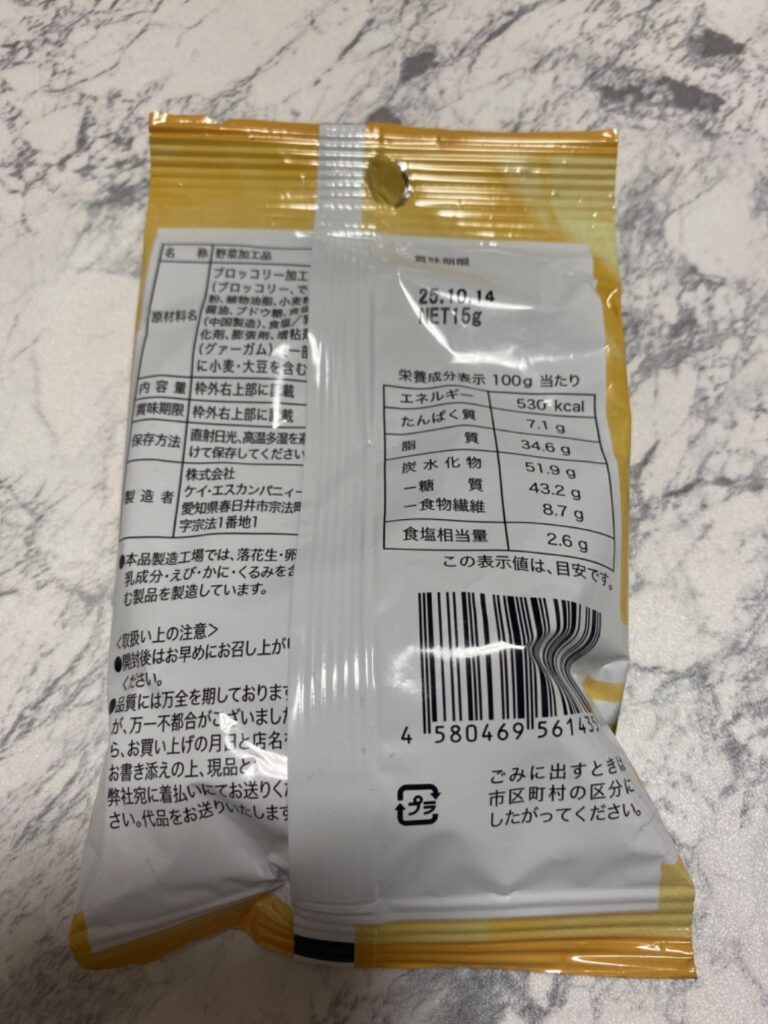 名 称 野菜加工品
原材料名 ブロッコリー加工
(ブロッコリー、で
粉、植物油脂、小麦粉
醤油、ブドウ糖、食
(中国製造)、食塩/
化剤、膨張剤、増粘剤
(グァーガム)、一部
に小麦・大豆を含む
内容量 枠外右上部に記載
賞味期限 枠外右上部に記載
保存方法 直射日光、高温多湿を避
けて保存してください
製造者 株式会社
ケイ・エスカンパニー
愛知県春日井市宗法町
字宗法1番地1
●本品製造工場では、落花生・卵
乳成分・えび・かに・くるみを含
む製品を製造しています。
<取扱い上の注意>
●開封後はお早めにお召し上がり
ください。
●品質には万全を期しております
が、万一不都合がございました
ら、お買い上げの月日と店名を
お書き添えの上、現品と
弊社宛に着払いにてお送りくだ
さい。代品をお送りいたします
賞味期限
25.10.14
NET15g
栄養成分表示 100g 当たり
エネルギー 530 kcal
たんぱく質 7.1 g
脂 質 34.6 g
炭水化物 51.9 g
ー糖 質 43.2 g
ー食物繊維 8.7 g
食塩相当量 2.6 g
この表示値は、目安です。
4 580469 561435
プラ
ごみに出すときは
市区町村の区分に
したがってください。